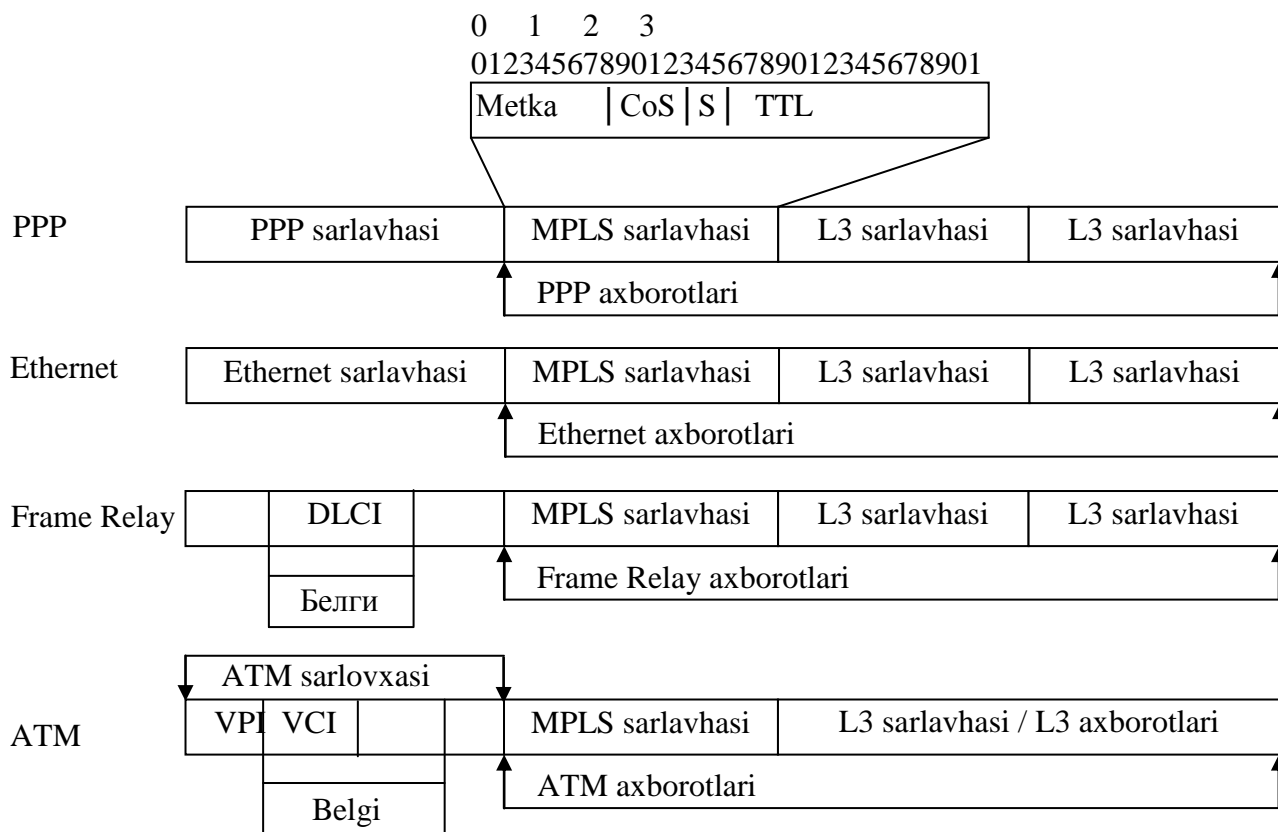 0 1 2 3
01234567890123456789012345678901
Metka | CoS | S | TTL
PPP
PPP sarlavhasi MPLS sarlavhasi L3 sarlavhasi L3 sarlavhasi
PPP axborotlari
Ethernet
Ethernet sarlavhasi MPLS sarlavhasi L3 sarlavhasi L3 sarlavhasi
Ethernet axborotlari
Frame Relay
DLCI MPLS sarlavhasi L3 sarlavhasi L3 sarlavhasi
Frame Relay axborotlari
Белги
ATM sarlovxasi
ATM
VPI VCI MPLS sarlavhasi L3 sarlavhasi / L3 axborotlari
ATM axborotlari
Belgi